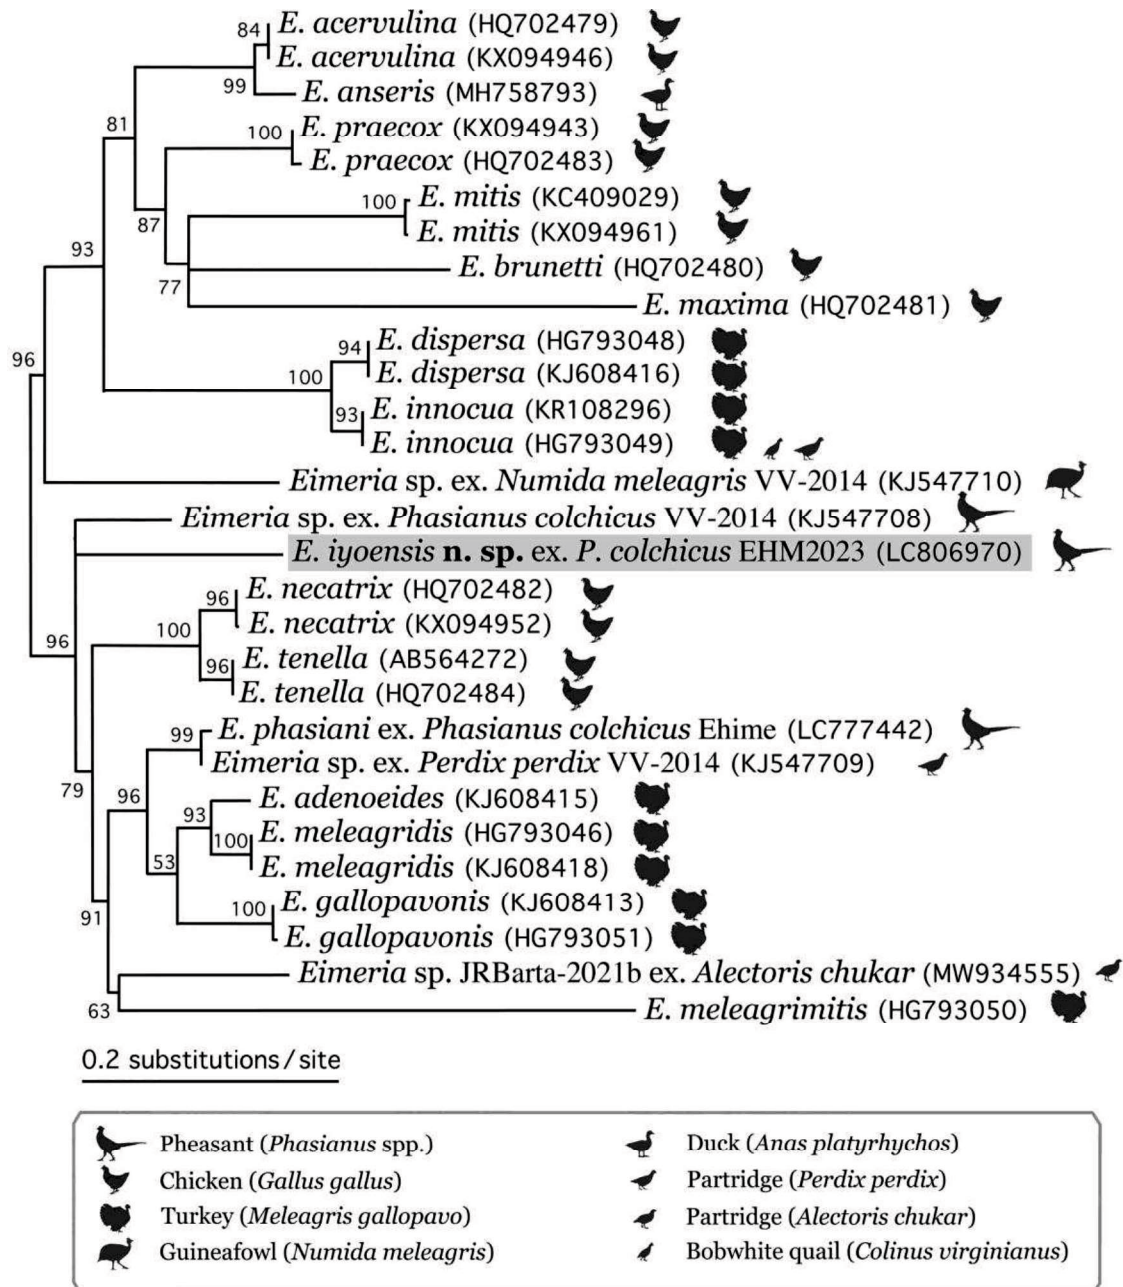 84 E. acervulina (HQ702479)
E. acervulina (KX094946)
99 E. anseris (MH758793)
81 100 E. praecox (KX094943)
E. praecox (HQ702483)
100 E. mitis (KC409029)
87 E. mitis (KX094961)
93 E. brunetti (HQ702480)
77 E. maxima (HQ702481)
94 E. dispersa (HG793048)
96 100 E. dispersa (KJ608416)
93 E. innocua (KR108296)
E. innocua (HG793049)
Eimeria sp. ex. Numida meleagris VV-2014 (KJ547710)
Eimeria sp. ex. Phasianus colchicus VV-2014 (KJ547708)
E. iyoensis n. sp. ex. P. colchicus EHM2023 (LC806970)
96 E. necatrix (HQ702482)
96 100 E. necatrix (KX094952)
96 E. tenella (AB564272)
E. tenella (HQ702484)
99 E. phasiani ex. Phasianus colchicus Ehime (LC777442)
Eimeria sp. ex. Perdix perdix VV-2014 (KJ547709)
79 96 93 E. adenoeides (KJ608415)
100 E. meleagridis (HG793046)
53 E. meleagridis (KJ608418)
91 100 E. gallopavonis (KJ608413)
E. gallopavonis (HG793051)
Eimeria sp. JRBarta-2021b ex. Alectoris chukar (MW934555)
63 E. meleagrimitis (HG793050)
0.2 substitutions/site
Pheasant (Phasianus spp.)
Chicken (Gallus gallus)
Turkey (Meleagris gallopavo)
Guineafowl (Numida meleagris)
Duck (Anas platyrhychos)
Partridge (Perdix perdix)
Partridge (Alectoris chukar)
Bobwhite quail (Colinus virginianus)